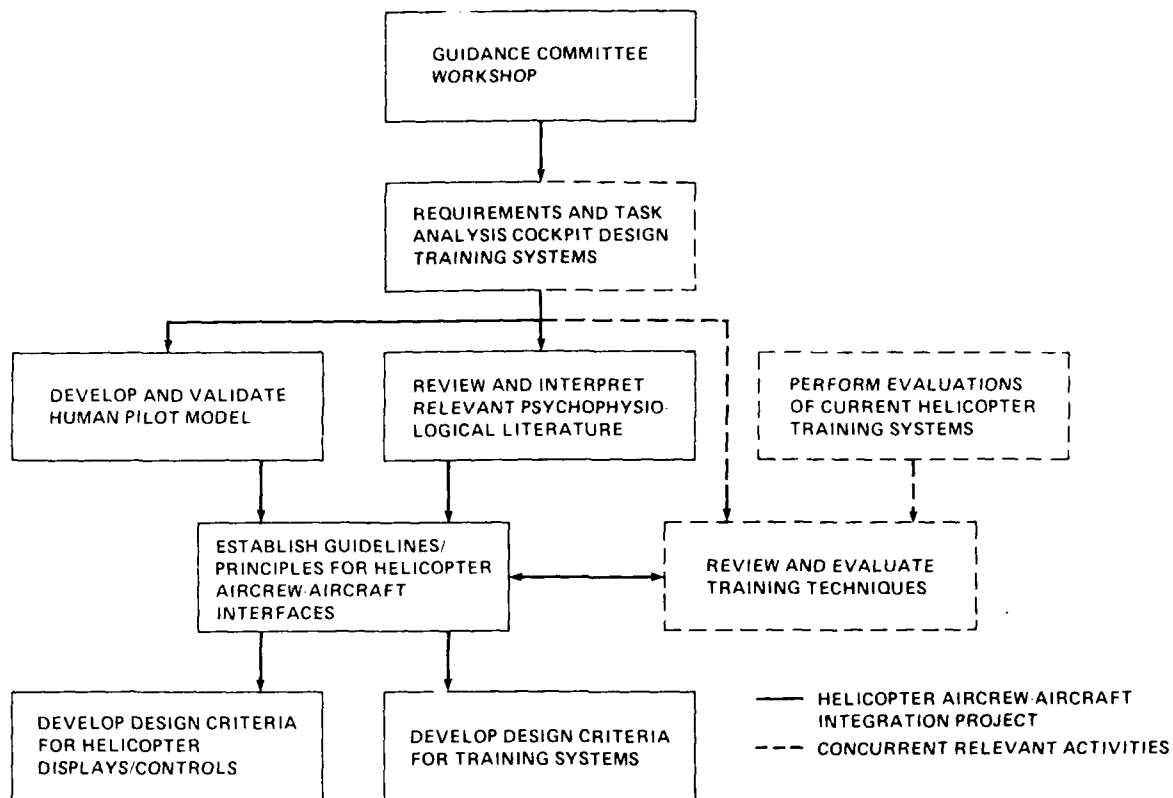 GUIDANCE COMMITTEE
WORKSHOP
REQUIREMENTS AND TASK
ANALYSIS COCKPIT DESIGN
TRAINING SYSTEMS
DEVELOP AND VALIDATE
HUMAN PILOT MODEL
REVIEW AND INTERPRET
RELEVANT PSYCHOPHYSIO-
LOGICAL LITERATURE
PERFORM EVALUATIONS
OF CURRENT HELICOPTER
TRAINING SYSTEMS
ESTABLISH GUIDELINES/
PRINCIPLES FOR HELICOPTER
AIRCREW-AIRCRAFT
INTERFACES
REVIEW AND EVALUATE
TRAINING TECHNIQUES
DEVELOP DESIGN CRITERIA
FOR HELICOPTER
DISPLAYS/CONTROLS
DEVELOP DESIGN CRITERIA
FOR TRAINING SYSTEMS
HELICOPTER AIRCREW-AIRCRAFT
INTEGRATION PROJECT
CONCURRENT RELEVANT ACTIVITIES